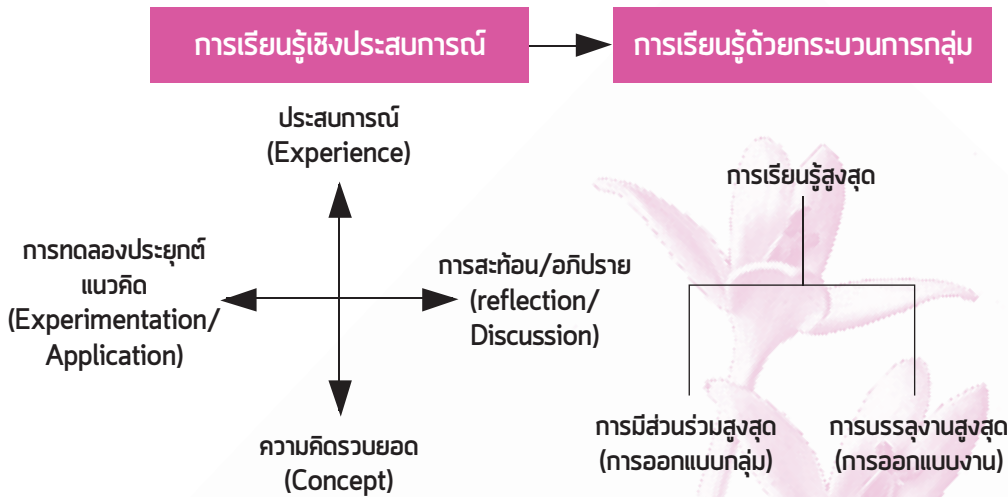 การเรียนรู้เชิงประสบการณ์
การเรียนรู้ด้วยกระบวนการกลุ่ม
ประสบการณ์
(Experience)
การทดลองประยุกต์
แนวคิด
(Experimentation/
Application)
การสะท้อน/อภิปราย
(reflection/
Discussion)
ความคิดรวบยอด
(Concept)
การเรียนรู้สูงสุด
การมีส่วนร่วมสูงสุด
(การออกแบบกลุ่ม)
การบรรลุงานสูงสุด
(การออกแบบงาน)